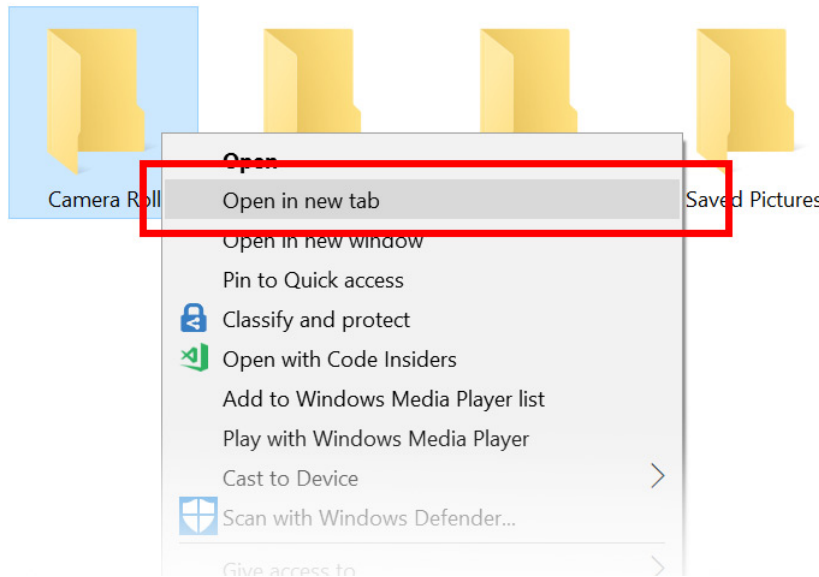 Camera Roll
Saved Pictures
Open
Open in new tab
Open in new window
Pin to Quick access
Classify and protect
Open with Code Insiders
Add to Windows Media Player list
Play with Windows Media Player
Cast to Device
Scan with Windows Defender...
Give access to